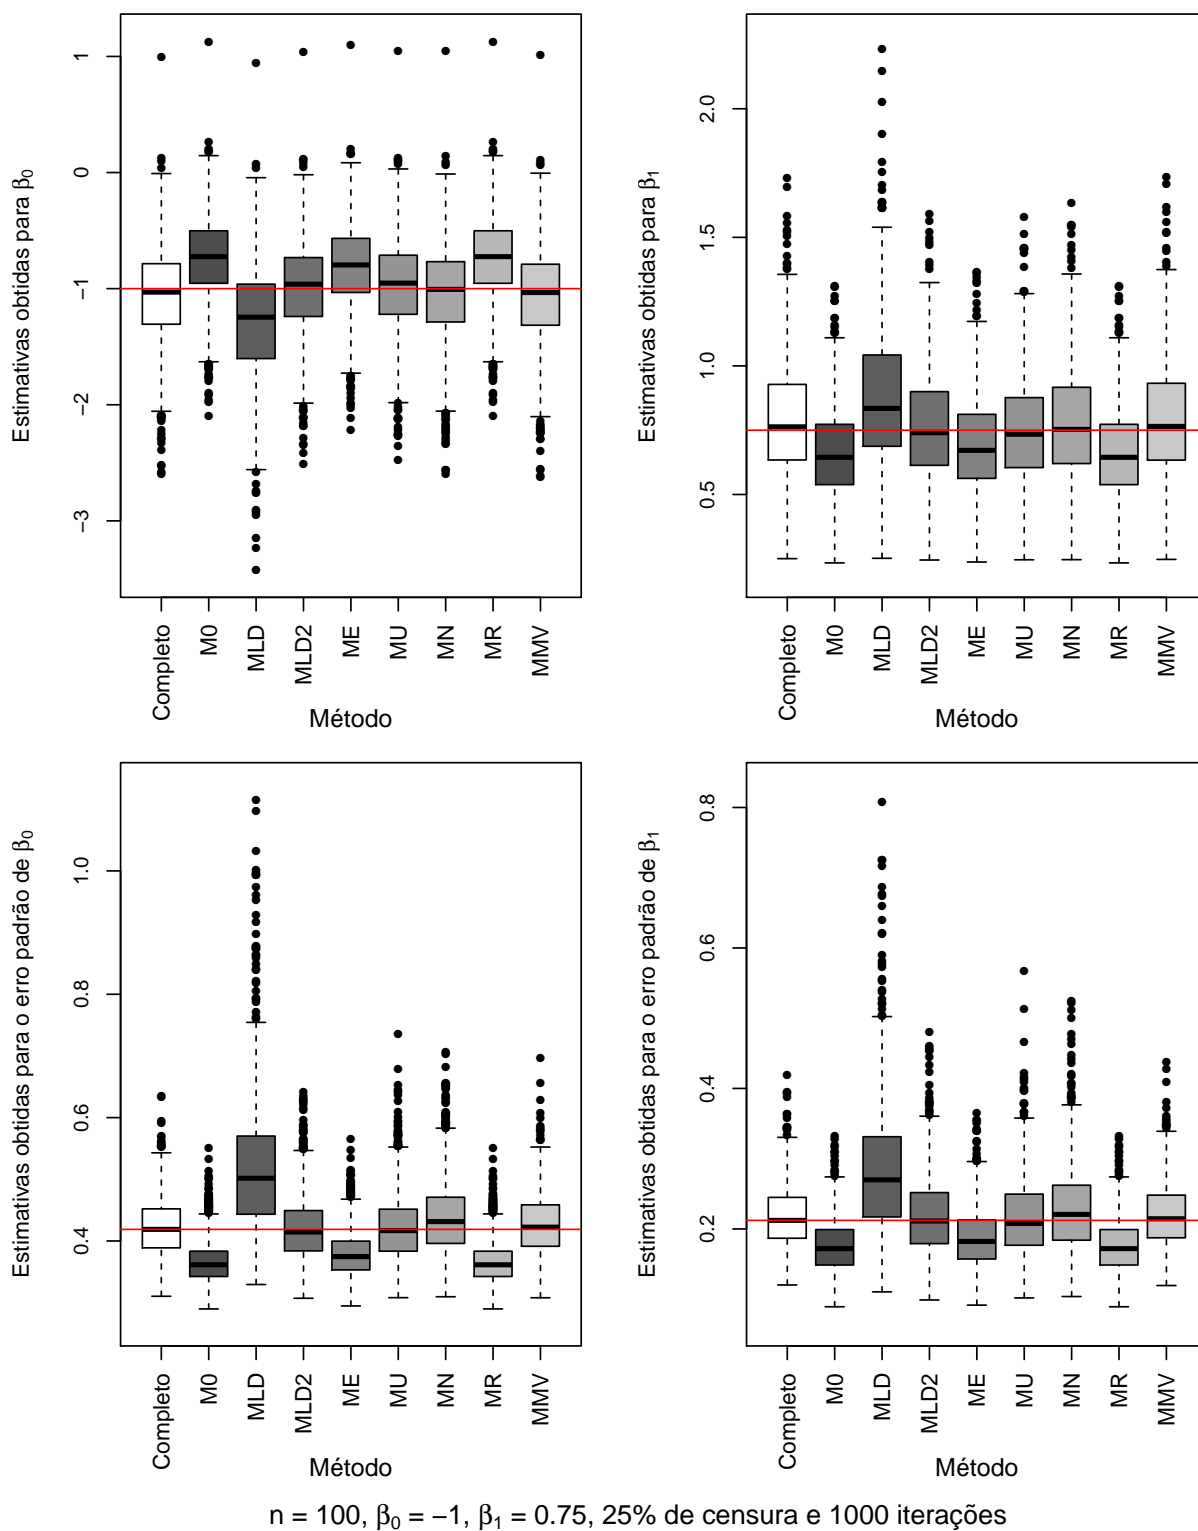 Estimativas obtidas para β0
1
0
−1
−2
−3
Completo
M0
MLD
MLD2
ME
MU
MN
MR
MMV
Método
Estimativas obtidas para β1
2.0
1.5
1.0
0.5
Completo
M0
MLD
MLD2
ME
MU
MN
MR
MMV
Método
Estimativas obtidas para o erro padrão de β0
1.0
0.8
0.6
0.4
Completo
M0
MLD
MLD2
ME
MU
MN
MR
MMV
Método
Estimativas obtidas para o erro padrão de β1
0.8
0.6
0.4
0.2
Completo
M0
MLD
MLD2
ME
MU
MN
MR
MMV
Método
n = 100, β0 = −1, β1 = 0.75, 25% de censura e 1000 iterações